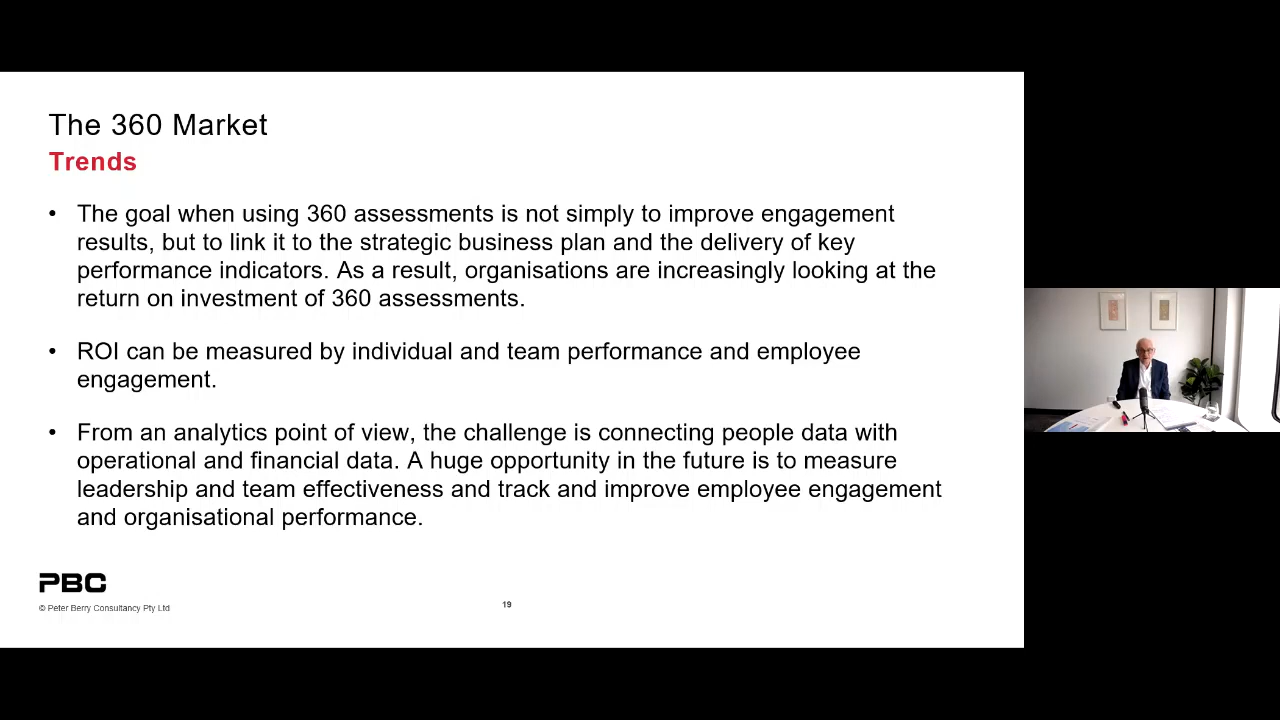 The 360 Market
Trends
• The goal when using 360 assessments is not simply to improve engagement
results, but to link it to the strategic business plan and the delivery of key
performance indicators. As a result, organisations are increasingly looking at the
return on investment of 360 assessments.
• ROI can be measured by individual and team performance and employee
engagement.
• From an analytics point of view, the challenge is connecting people data with
operational and financial data. A huge opportunity in the future is to measure
leadership and team effectiveness and track and improve employee engagement
and organisational performance.
PBC
© Peter Berry Consultancy Pty Ltd
19